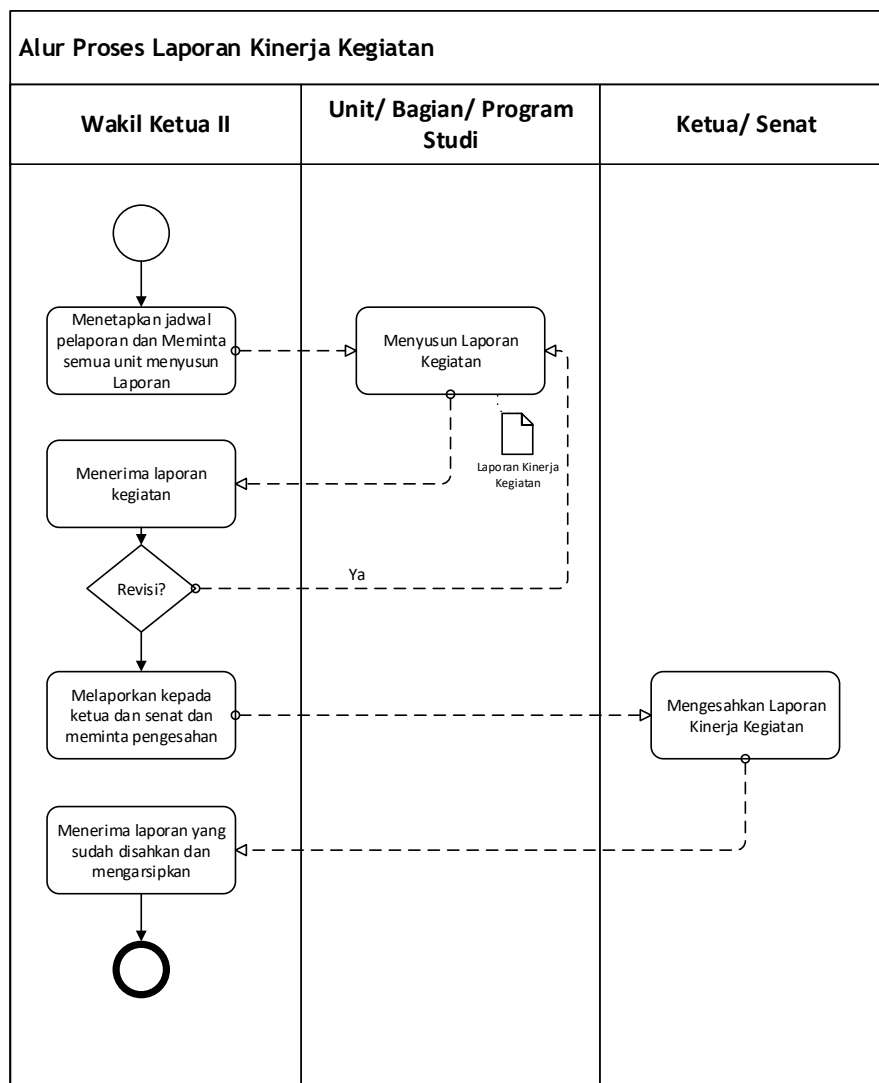 Alur Proses Laporan Kinerja Kegiatan
Wakil Ketua II
Unit/ Bagian/ Program
Studi
Ketua/ Senat
Menetapkan jadwal
pelaporan dan Meminta
semua unit menyusun
Laporan
Menyusun Laporan
Kegiatan
Laporan Kinerja
Kegiatan
Menerima laporan
kegiatan
Revisi?
Ya
Melaporkan kepada
ketua dan senat dan
meminta pengesahan
Mengesahkan Laporan
Kinerja Kegiatan
Menerima laporan yang
sudah disahkan dan
mengarsipkan